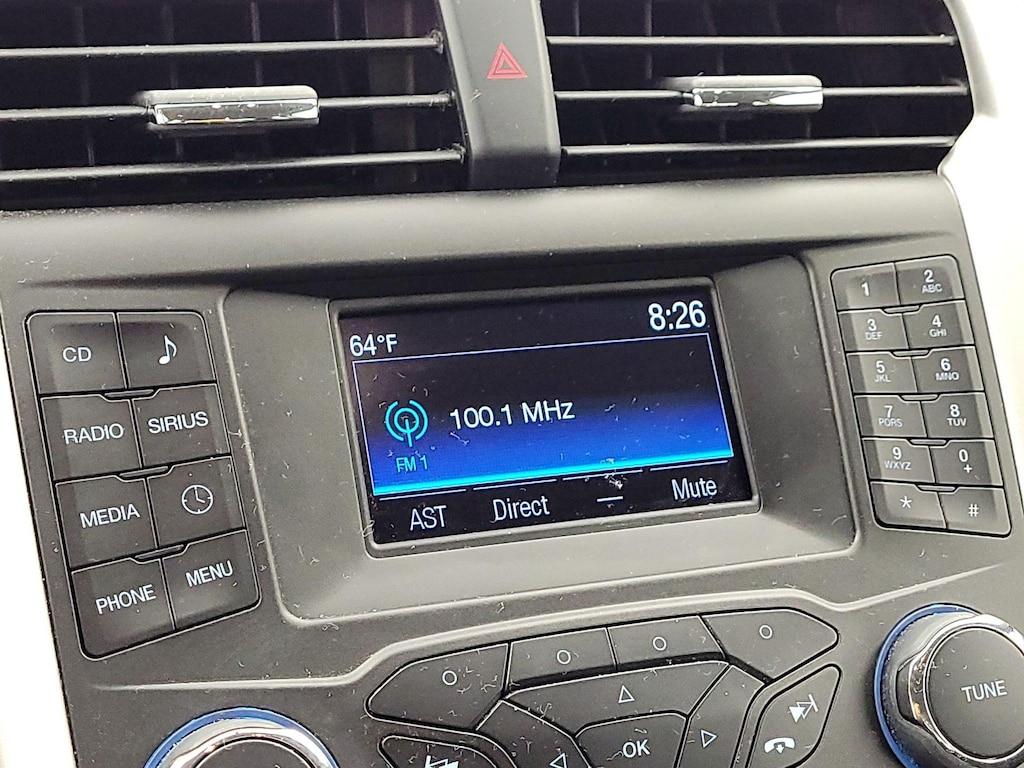 64°F
8:26
100.1 MHz
FM 1
AST
Direct
Mute
CD
RADIO
SIRIUS
MEDIA
PHONE
MENU
1
2
ABC
3
DEF
4
GHI
5
JKL
6
MNO
7
PQRS
8
TUV
9
WXYZ
0
+
*
#
OK
TUNE